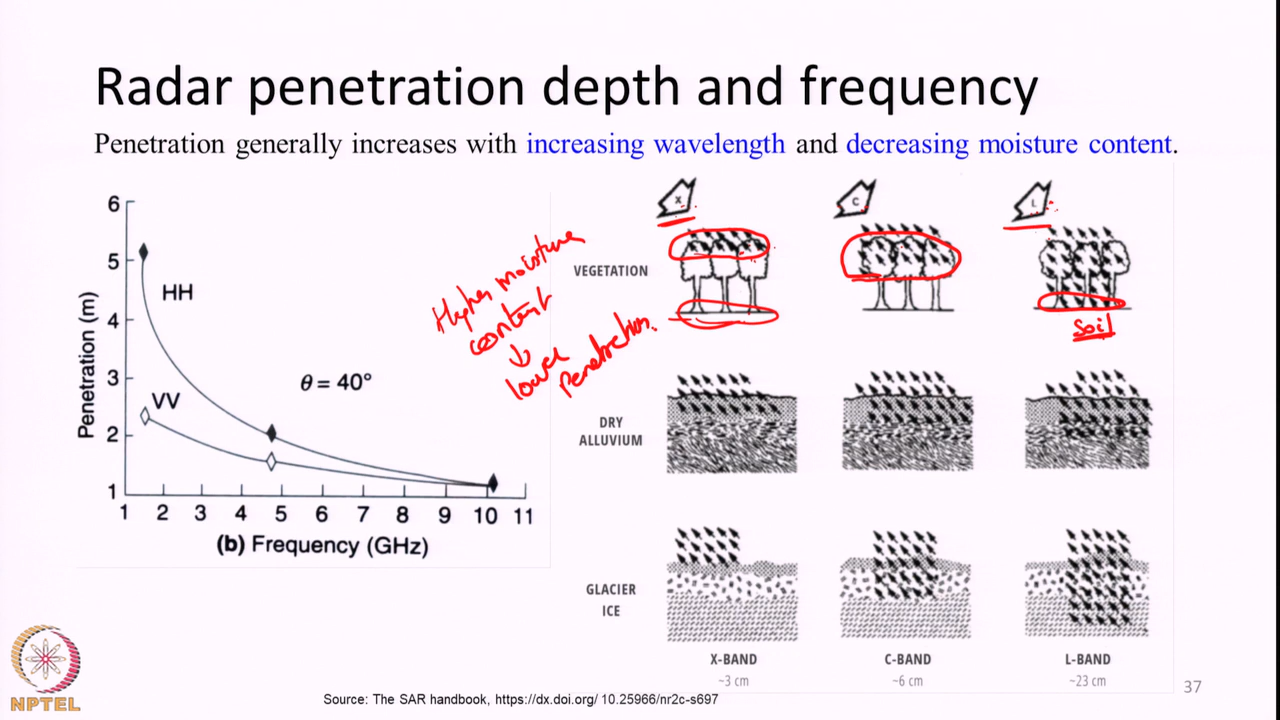 Radar penetration depth and frequency
Penetration generally increases with increasing wavelength and decreasing moisture content.
6
5
4
3
2
1
Penetration (m)
HH
VV
θ = 40°
1 2 3 4 5 6 7 8 9 10 11
(b) Frequency (GHz)
Higher moisture
content
↓
lower
penetration.
X
C
L
VEGETATION
soil
DRY
ALLUVIUM
GLACIER
ICE
X-BAND
~3 cm
C-BAND
~6 cm
L-BAND
~23 cm
NPTEL
Source: The SAR handbook, https://dx.doi.org/ 10.25966/nr2c-s697
37